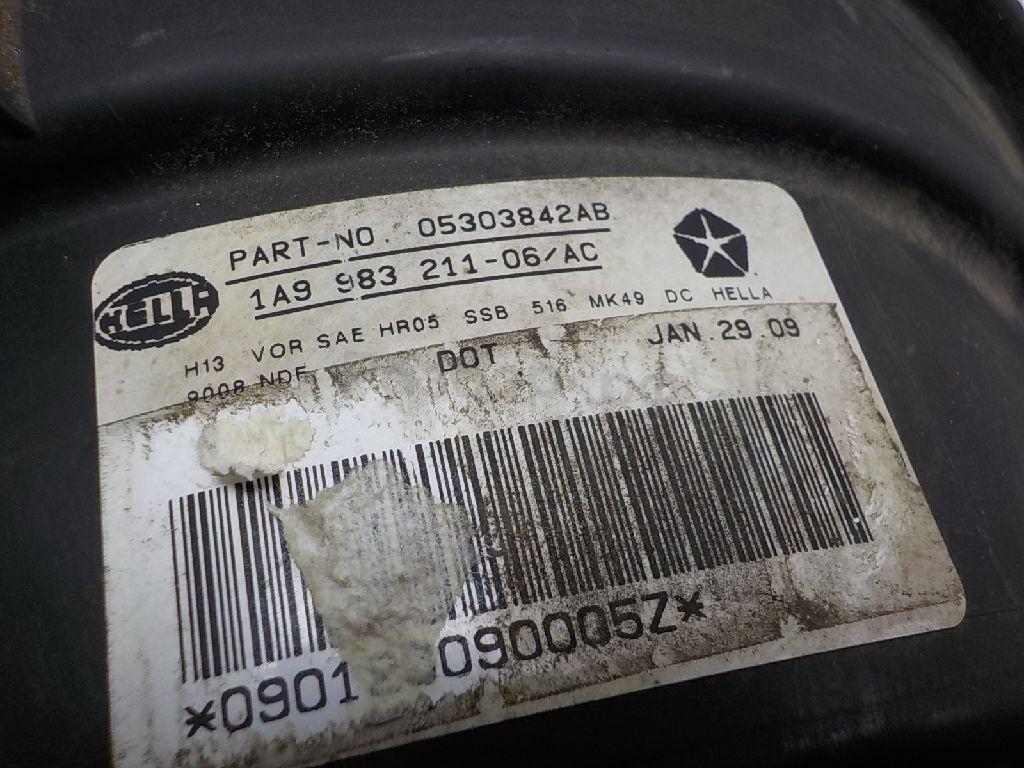 PART-NO 05303842AB
HELLA
1A9 983 211-06/AC
H13 VOR SAE HR05 SSB 516 MK49 DC HELLA
9008 NDF DOT JAN.29.09
*0901 090005Z*